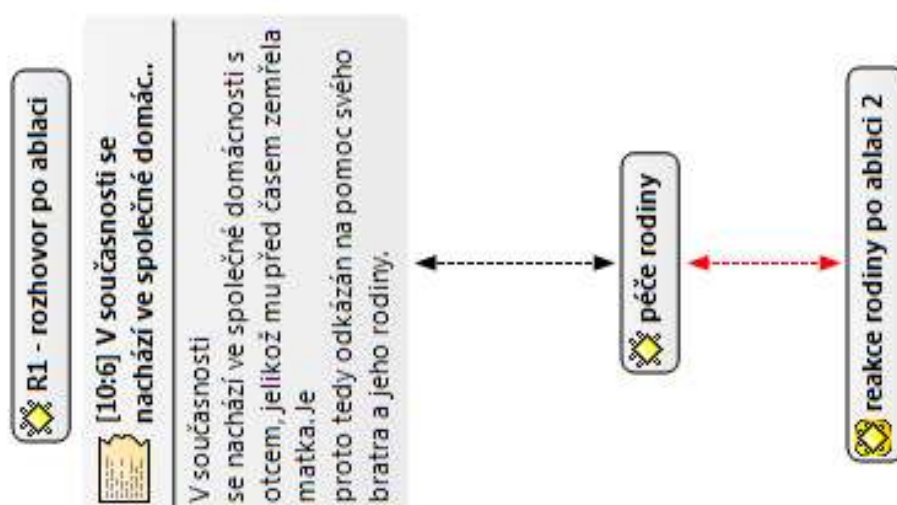 R1 - rozhovor po ablaci
[10:6] V současnosti se
nachází ve společné domác..
V současnosti
se nachází ve společné domácnosti s
otcem, jelikož mu před časem zemřela
matka.Je
proto tedy odkázán na pomoc svého
bratra a jeho rodiny.
péče rodiny
reakce rodiny po ablaci 2